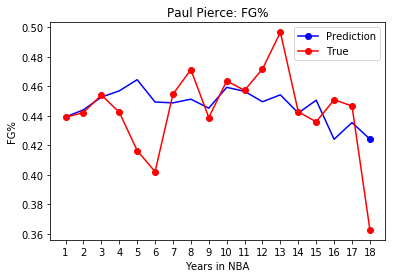 Paul Pierce: FG%
Prediction
True
0.50
0.48
0.46
0.44
0.42
0.40
0.38
0.36
FG%
1 2 3 4 5 6 7 8 9 10 11 12 13 14 15 16 17 18
Years in NBA